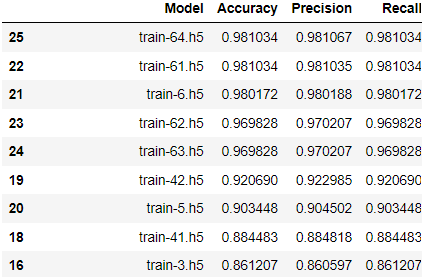 Model Accuracy Precision Recall
25 train-64.h5 0.981034 0.981067 0.981034
22 train-61.h5 0.981034 0.981035 0.981034
21 train-6.h5 0.980172 0.980188 0.980172
23 train-62.h5 0.969828 0.970207 0.969828
24 train-63.h5 0.969828 0.970207 0.969828
19 train-42.h5 0.920690 0.922985 0.920690
20 train-5.h5 0.903448 0.904502 0.903448
18 train-41.h5 0.884483 0.884818 0.884483
16 train-3.h5 0.861207 0.860597 0.861207